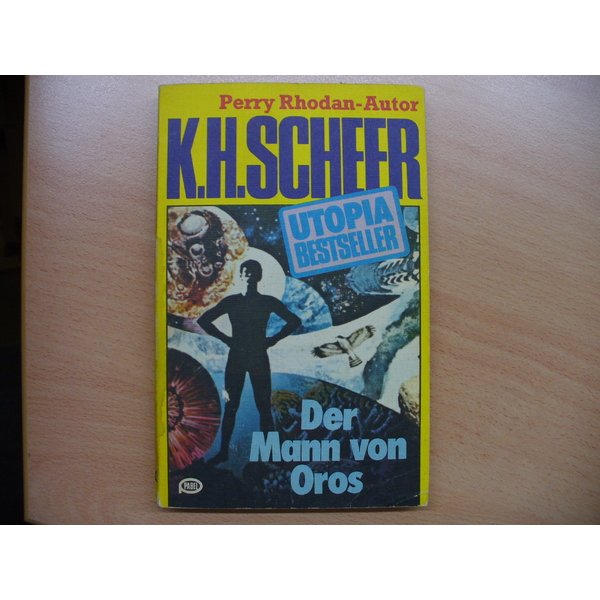 Perry Rhodan-Autor
K.H.SCHEER
UTOPIA
BESTSELLER
Der
Mann von
Oros
PABEL